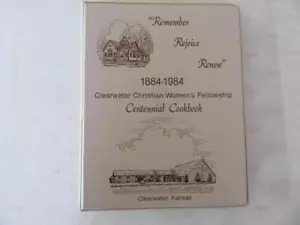 "Remember
Rejoice
Renew"
1884-1984
Clearwater Christian Women's Fellowship
Centennial Cookbook
Clearwater, Kansas